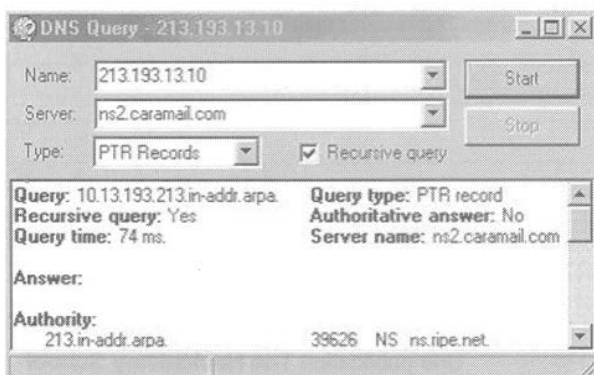 DNS Query - 213.193.13.10
Name: 213.193.13.10 Start
Server: ns2.caramail.com Stop
Type: PTR Records Recursive query
Query: 10.13.193.213.in-addr.arpa. Query type: PTR record
Recursive query: Yes Authoritative answer: No
Query time: 74 ms. Server name: ns2.caramail.com
Answer:
Authority:
213.in-addr.arpa. 39626 NS ns.ripe.net.